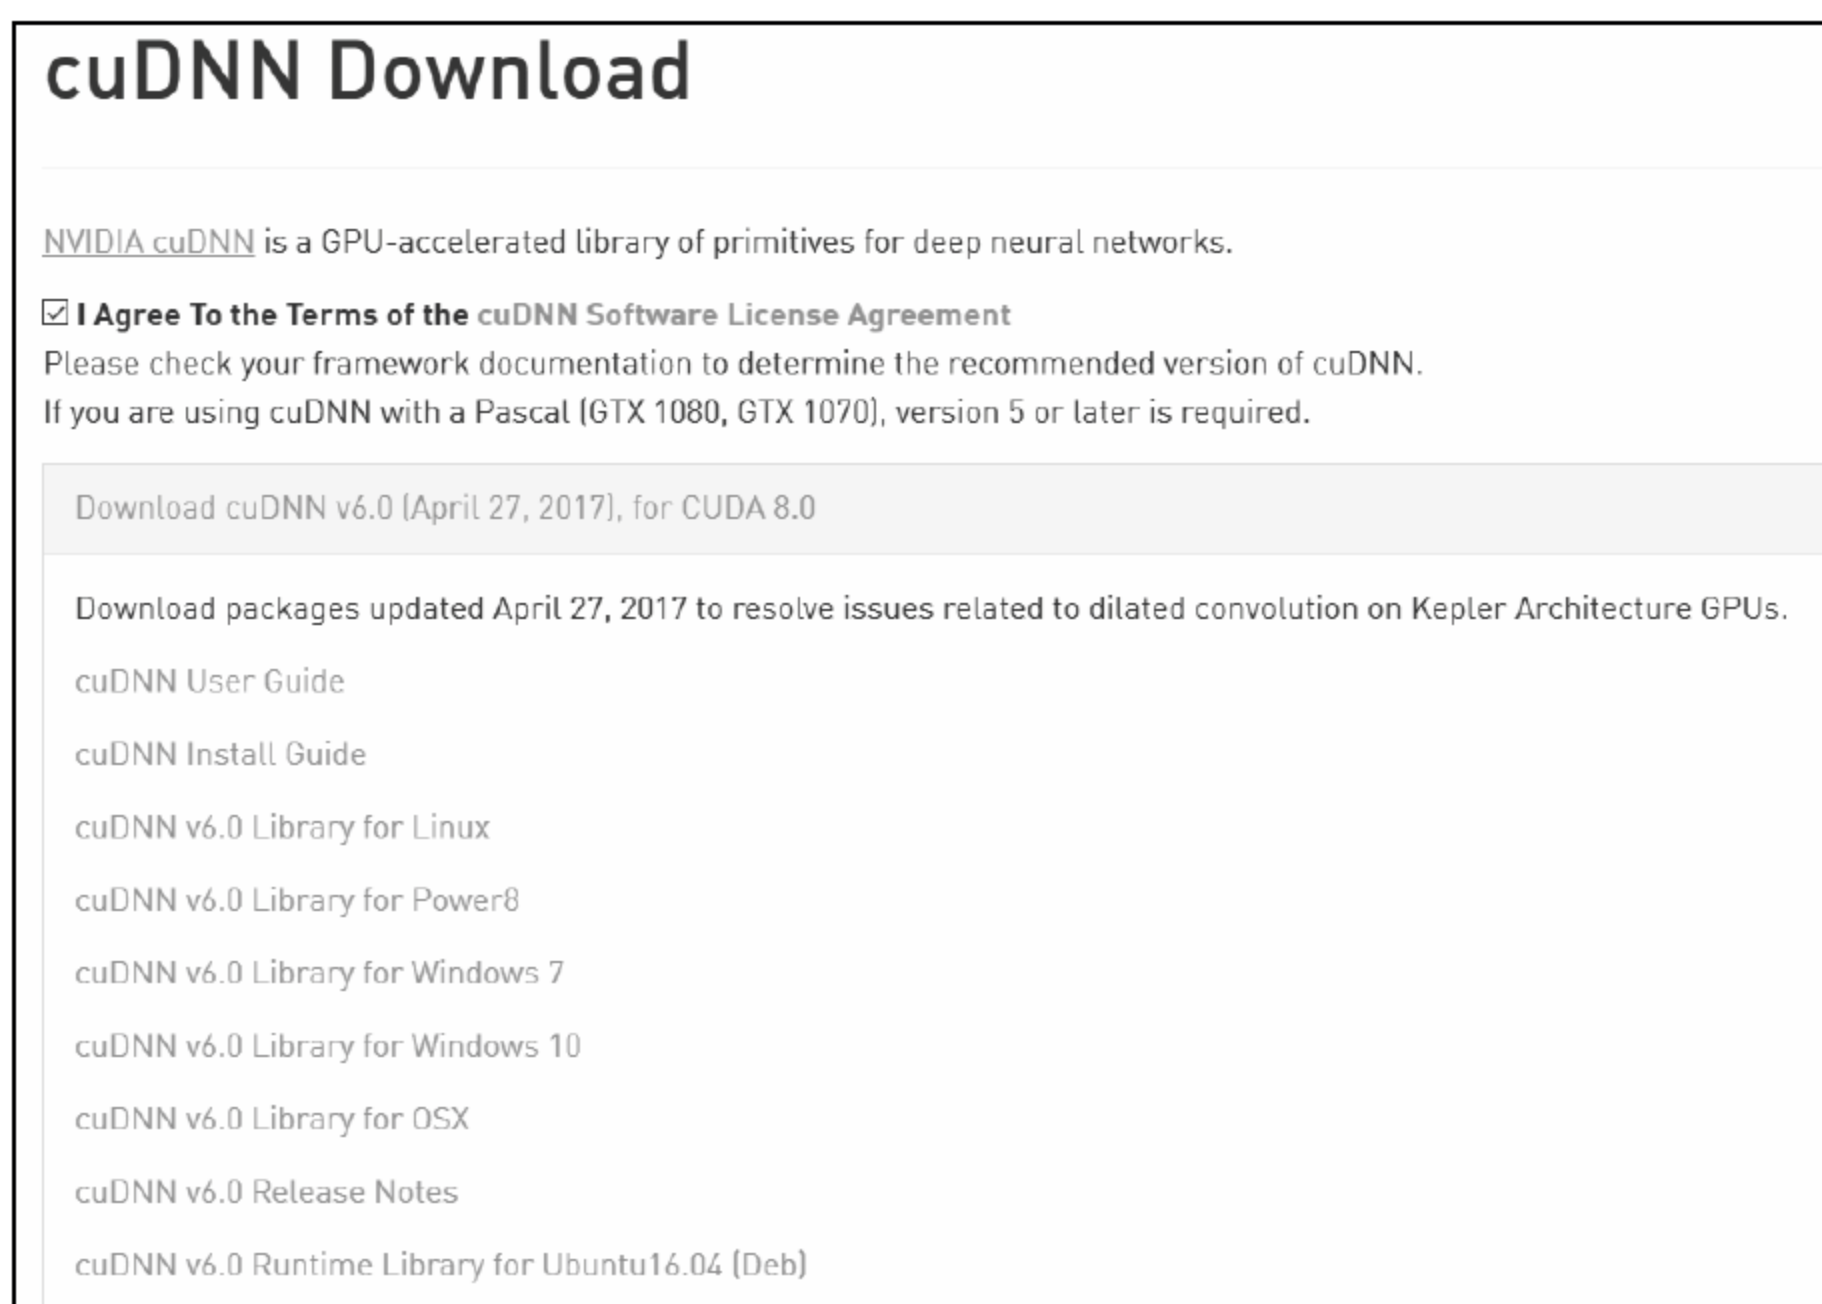 cuDNN Download
NVIDIA cuDNN is a GPU-accelerated library of primitives for deep neural networks.
I Agree To the Terms of the cuDNN Software License Agreement
Please check your framework documentation to determine the recommended version of cuDNN.
If you are using cuDNN with a Pascal (GTX 1080, GTX 1070), version 5 or later is required.
Download cuDNN v6.0 (April 27, 2017), for CUDA 8.0
Download packages updated April 27, 2017 to resolve issues related to dilated convolution on Kepler Architecture GPUs.
cuDNN User Guide
cuDNN Install Guide
cuDNN v6.0 Library for Linux
cuDNN v6.0 Library for Power8
cuDNN v6.0 Library for Windows 7
cuDNN v6.0 Library for Windows 10
cuDNN v6.0 Library for OSX
cuDNN v6.0 Release Notes
cuDNN v6.0 Runtime Library for Ubuntu16.04 (Deb)